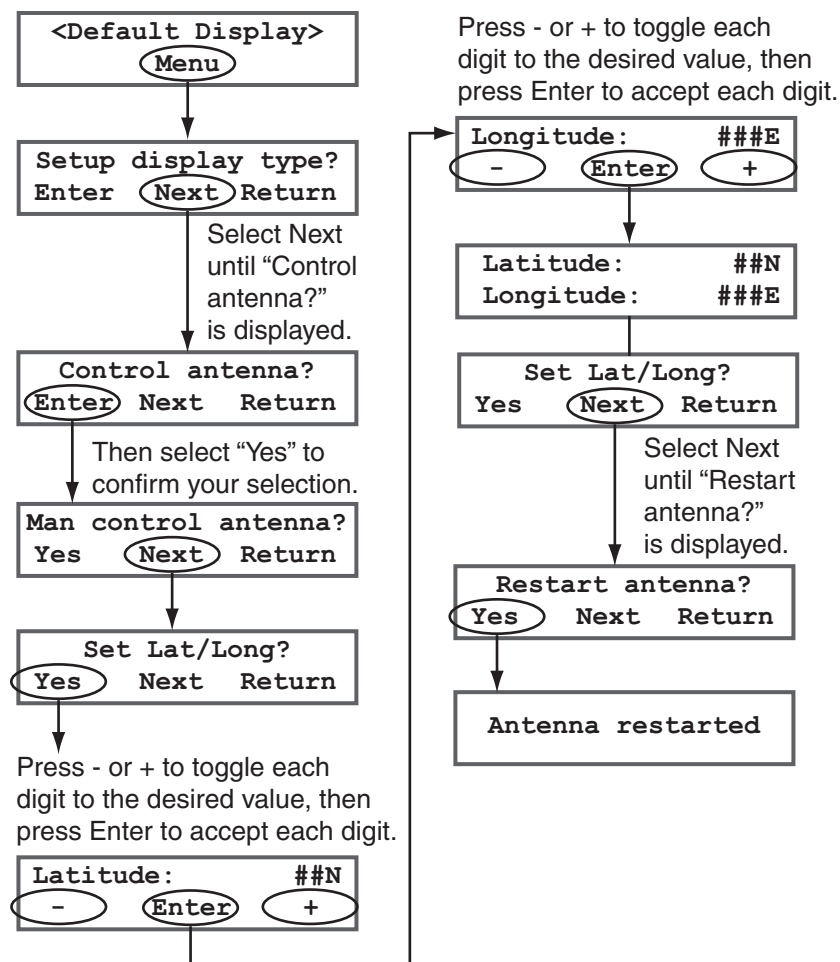 <Default Display>
Menu
Setup display type?
Enter Next Return
Select Next
until “Control
antenna?”
is displayed.
Control antenna?
Enter Next Return
Then select “Yes” to
confirm your selection.
Man control antenna?
Yes Next Return
Set Lat/Long?
Yes Next Return
Press - or + to toggle each
digit to the desired value, then
press Enter to accept each digit.
Latitude: ##N
- Enter +
Press - or + to toggle each
digit to the desired value, then
press Enter to accept each digit.
Longitude: ###E
- Enter +
Latitude: ##N
Longitude: ###E
Set Lat/Long?
Yes Next Return
Select Next
until “Restart
antenna?”
is displayed.
Restart antenna?
Yes Next Return
Antenna restarted